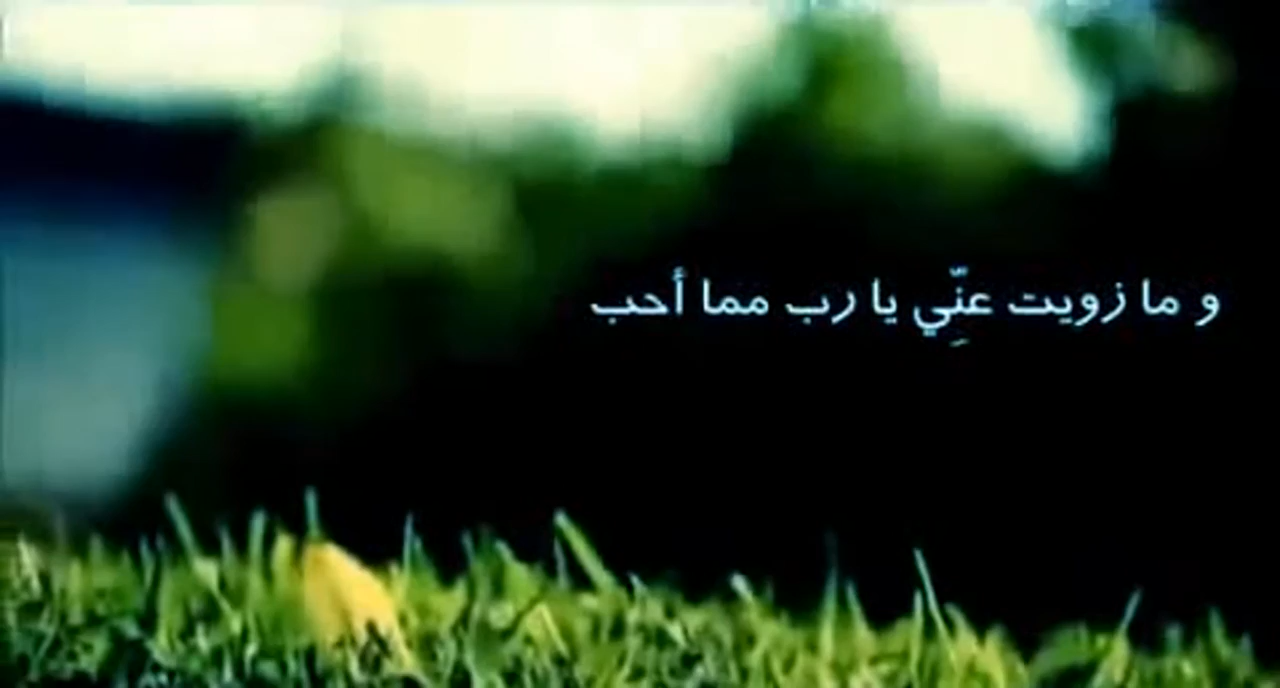 و ما زويت عنِّي يا رب مما أحب